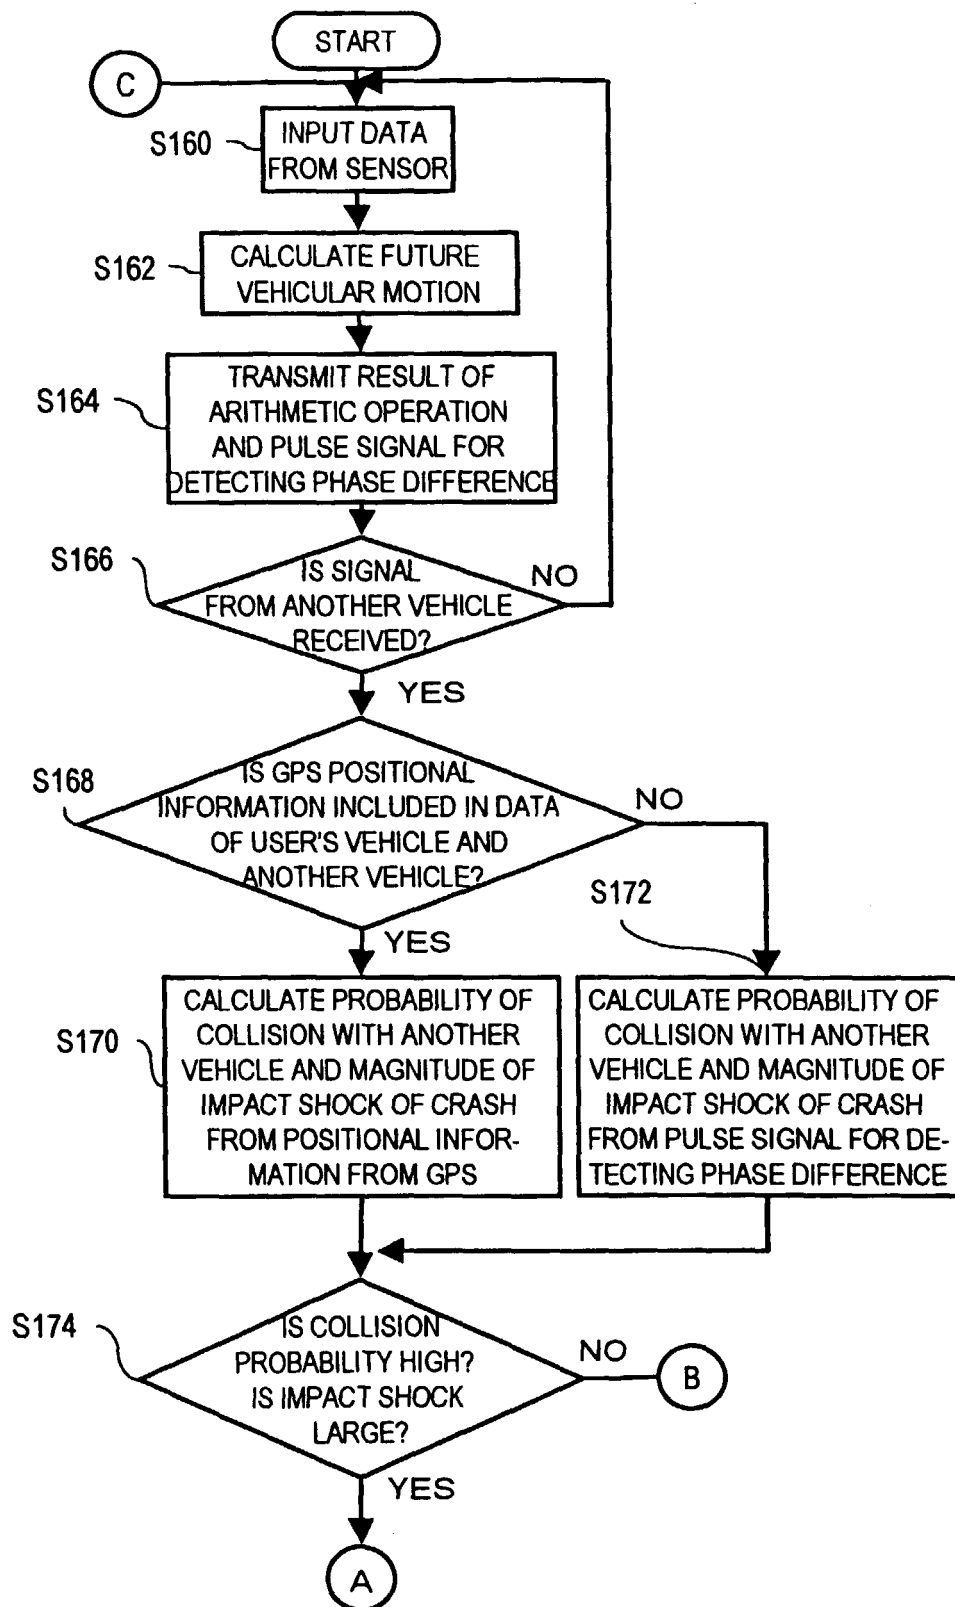 START
C
S160
INPUT DATA
FROM SENSOR
S162
CALCULATE FUTURE
VEHICULAR MOTION
S164
TRANSMIT RESULT OF
ARITHMETIC OPERATION
AND PULSE SIGNAL FOR
DETECTING PHASE DIFFERENCE
S166
IS SIGNAL
FROM ANOTHER VEHICLE
RECEIVED?
NO
YES
S168
IS GPS POSITIONAL
INFORMATION INCLUDED IN DATA
OF USER'S VEHICLE AND
ANOTHER VEHICLE?
NO
YES
S172
S170
CALCULATE PROBABILITY OF
COLLISION WITH ANOTHER
VEHICLE AND MAGNITUDE OF
IMPACT SHOCK OF CRASH
FROM POSITIONAL INFOR-
MATION FROM GPS
CALCULATE PROBABILITY OF
COLLISION WITH ANOTHER
VEHICLE AND MAGNITUDE OF
IMPACT SHOCK OF CRASH
FROM PULSE SIGNAL FOR DE-
TECTING PHASE DIFFERENCE
S174
IS COLLISION
PROBABILITY HIGH?
IS IMPACT SHOCK
LARGE?
NO
B
YES
A